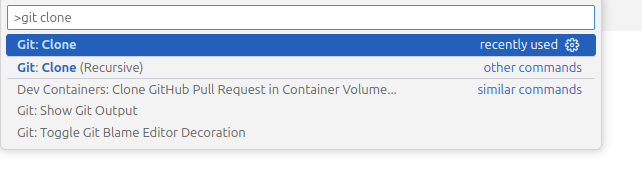 >git clone
Git: Clone recently used
Git: Clone (Recursive) other commands
Dev Containers: Clone GitHub Pull Request in Container Volume... similar commands
Git: Show Git Output
Git: Toggle Git Blame Editor Decoration